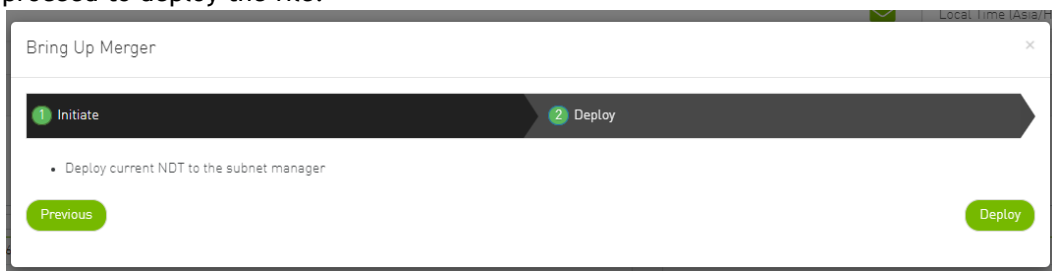 proceed to deploy the file.
Local Time (Asia/H
Bring Up Merger
×
1 Initiate
2 Deploy
• Deploy current NDT to the subnet manager
Previous
Deploy